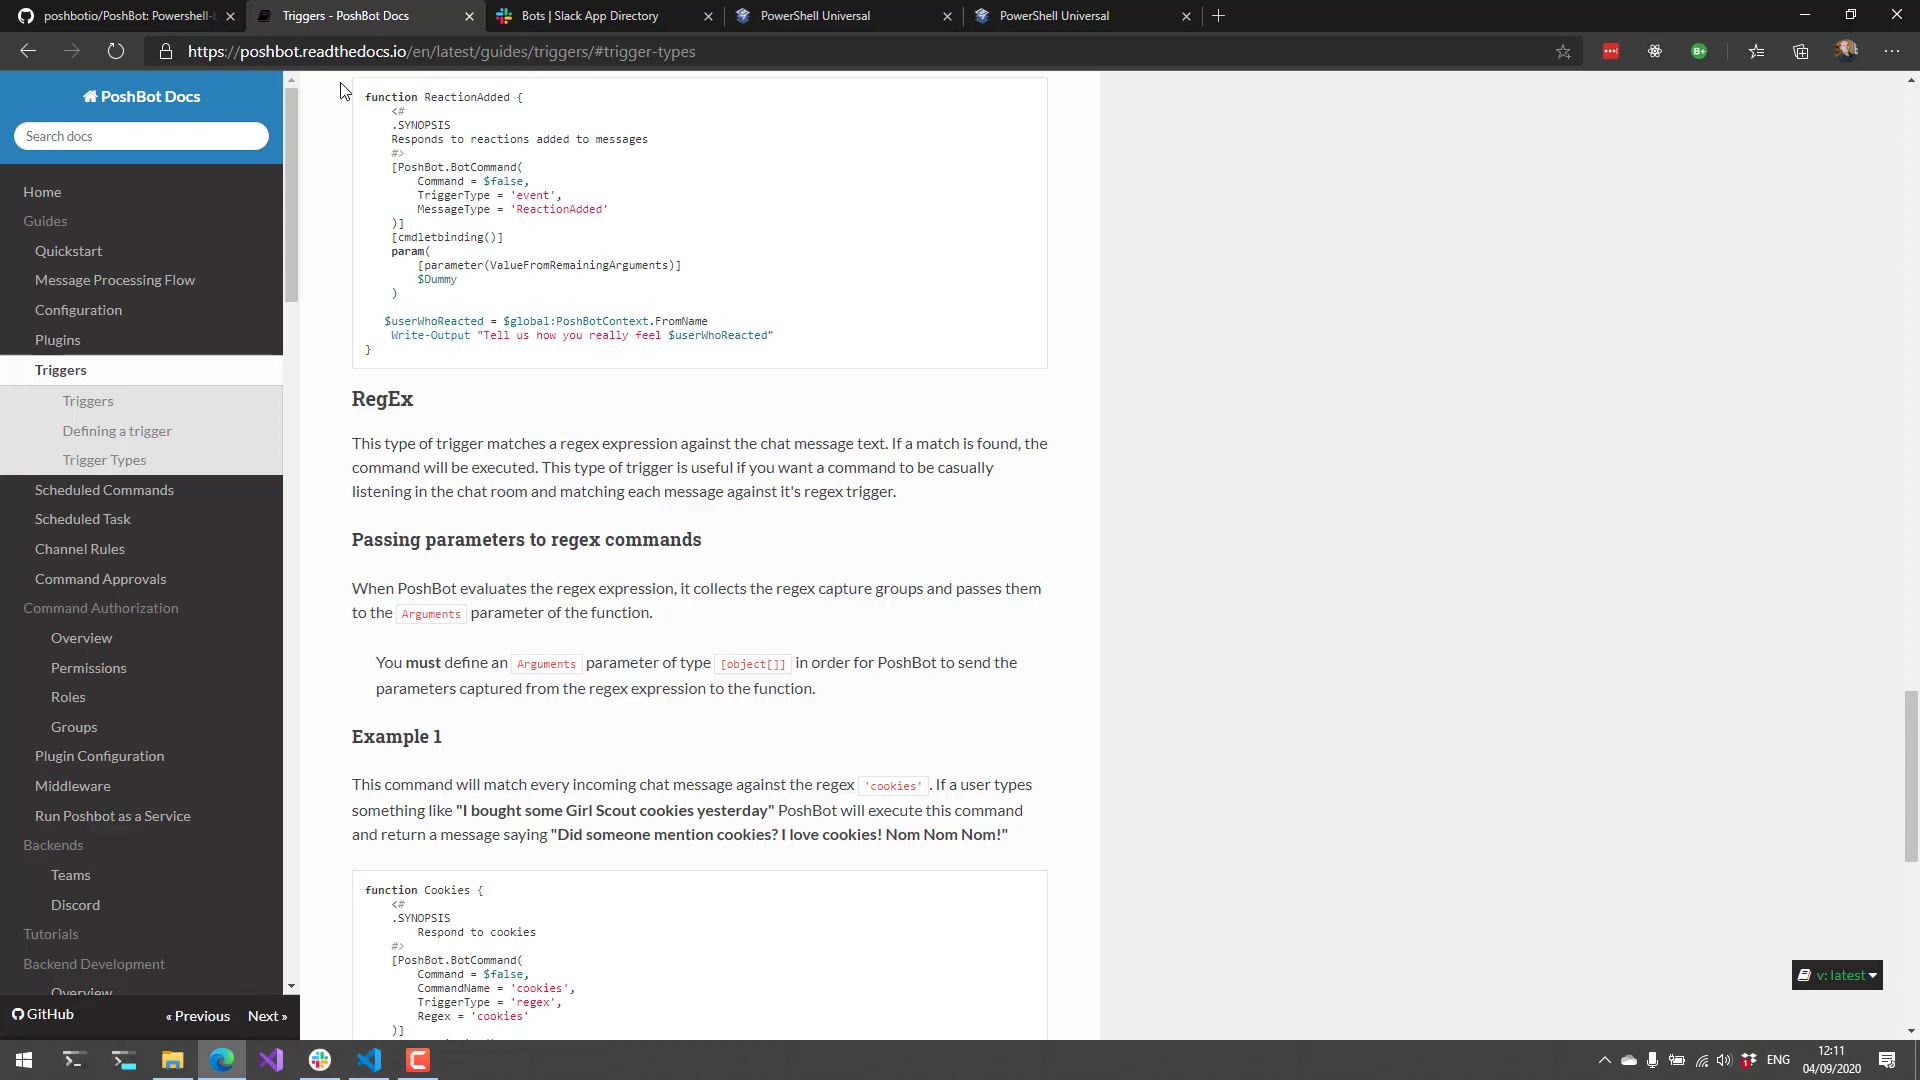 poshbotio/PoshBot: Powershell-b
Triggers - PoshBot Docs
Bots | Slack App Directory
PowerShell Universal
PowerShell Universal
https://poshbot.readthedocs.io/en/latest/guides/triggers/#trigger-types
PoshBot Docs
Search docs
Home
Guides
Quickstart
Message Processing Flow
Configuration
Plugins
Triggers
Triggers
Defining a trigger
Trigger Types
Scheduled Commands
Scheduled Task
Channel Rules
Command Approvals
Command Authorization
Overview
Permissions
Roles
Groups
Plugin Configuration
Middleware
Run Poshbot as a Service
Backends
Teams
Discord
Tutorials
Backend Development
Overview
GitHub
« Previous
Next »
function ReactionAdded {
<#
.SYNOPSIS
Responds to reactions added to messages
#>
[PoshBot.BotCommand(
Command = $false,
TriggerType = 'event',
MessageType = 'ReactionAdded'
)]
[cmdletbinding()]
param(
[parameter(ValueFromRemainingArguments)]
$Dummy
)
$userWhoReacted = $global:PoshBotContext.FromName
Write-Output "Tell us how you really feel $userWhoReacted"
}
RegEx
This type of trigger matches a regex expression against the chat message text. If a match is found, the
command will be executed. This type of trigger is useful if you want a command to be casually
listening in the chat room and matching each message against it's regex trigger.
Passing parameters to regex commands
When PoshBot evaluates the regex expression, it collects the regex capture groups and passes them
to the Arguments parameter of the function.
You must define an Arguments parameter of type [object[]] in order for PoshBot to send the
parameters captured from the regex expression to the function.
Example 1
This command will match every incoming chat message against the regex 'cookies' . If a user types
something like "I bought some Girl Scout cookies yesterday" PoshBot will execute this command
and return a message saying "Did someone mention cookies? I love cookies! Nom Nom Nom!"
function Cookies {
<#
.SYNOPSIS
Respond to cookies
#>
[PoshBot.BotCommand(
Command = $false,
CommandName = 'cookies',
TriggerType = 'regex',
Regex = 'cookies'
)]
v: latest
ENG
12:11
04/09/2020